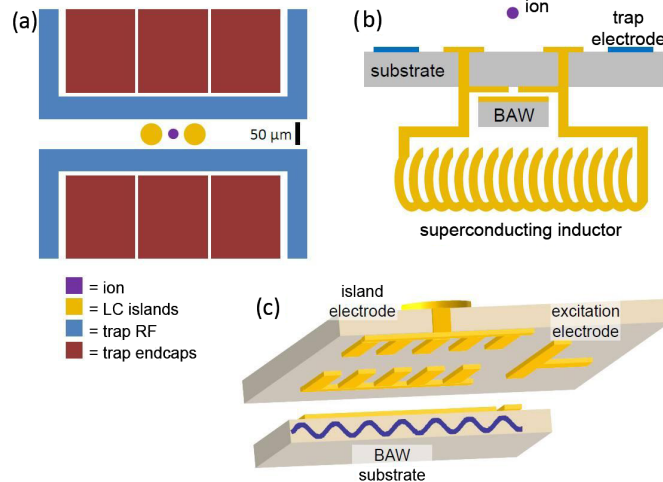 (a)
50 μm
= ion
= LC islands
= trap RF
= trap endcaps
(b)
ion
trap
electrode
substrate
BAW
superconducting inductor
(c)
island
electrode
excitation
electrode
BAW
substrate